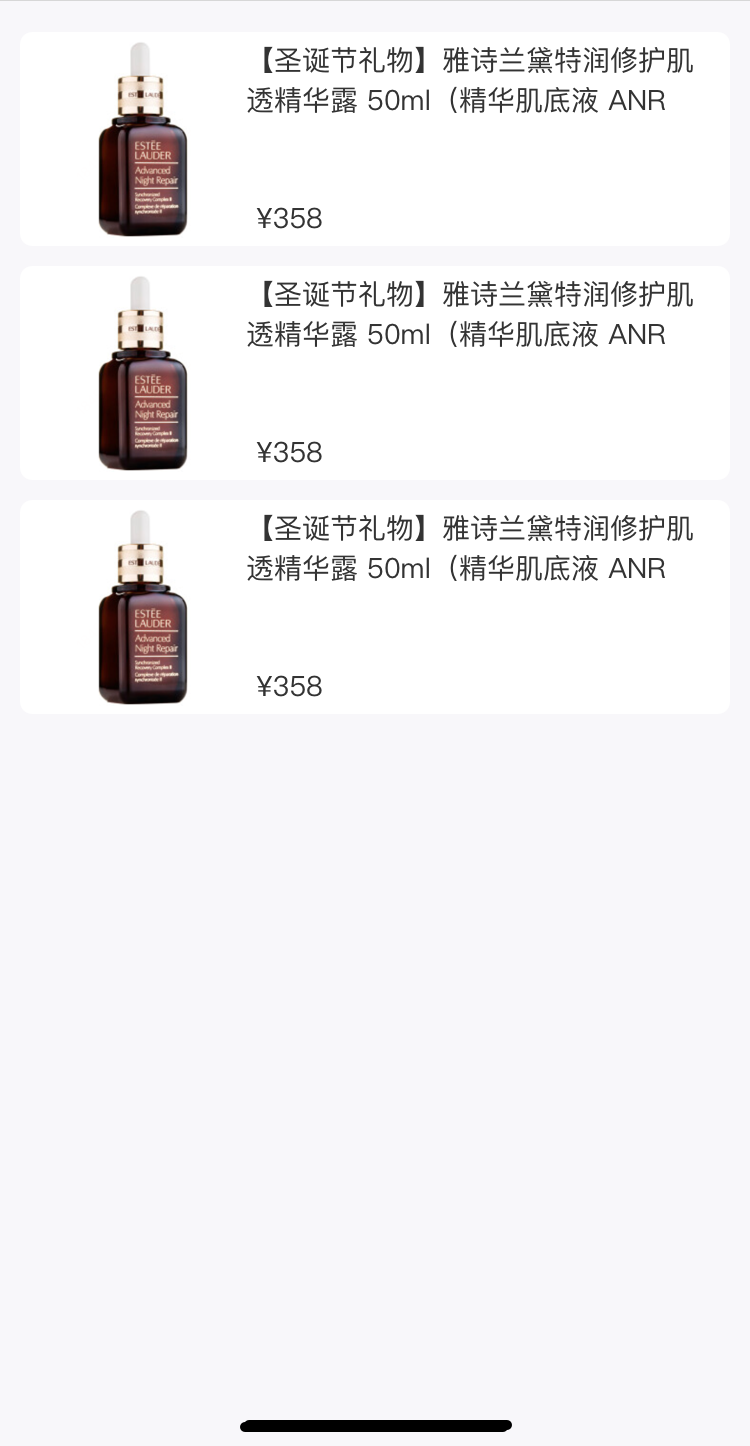 【圣诞节礼物】雅诗兰黛特润修护肌
透精华露 50ml（精华肌底液 ANR
¥358
ESTĒE
LAUDER
Advanced
Night Repair
Synchronized
Recovery Complex II
Complexe de réparation
synchronisée II
【圣诞节礼物】雅诗兰黛特润修护肌
透精华露 50ml（精华肌底液 ANR
¥358
ESTĒE
LAUDER
Advanced
Night Repair
Synchronized
Recovery Complex II
Complexe de réparation
synchronisée II
【圣诞节礼物】雅诗兰黛特润修护肌
透精华露 50ml（精华肌底液 ANR
¥358
ESTĒE
LAUDER
Advanced
Night Repair
Synchronized
Recovery Complex II
Complexe de réparation
synchronisée II